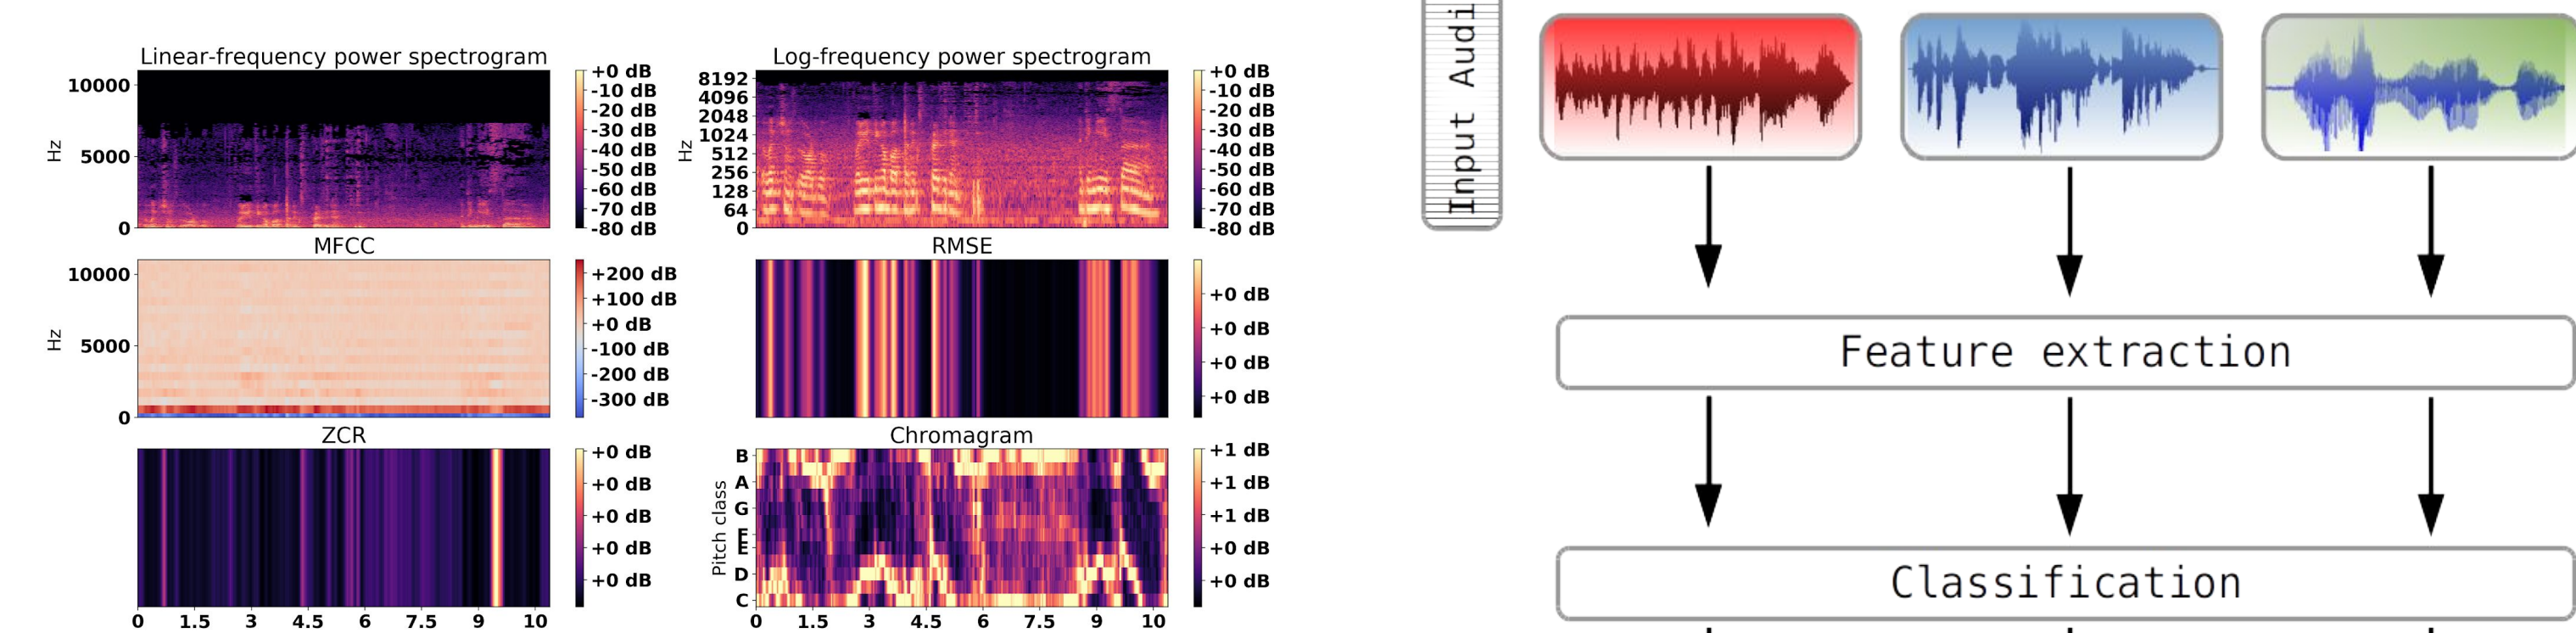 Linear-frequency power spectrogram
10000
5000
0
Hz
+0 dB
-10 dB
-20 dB
-30 dB
-40 dB
-50 dB
-60 dB
-70 dB
-80 dB
Log-frequency power spectrogram
8192
4096
2048
1024
512
256
128
64
0
Hz
+0 dB
-10 dB
-20 dB
-30 dB
-40 dB
-50 dB
-60 dB
-70 dB
-80 dB
MFCC
10000
5000
0
Hz
+200 dB
+100 dB
+0 dB
-100 dB
-200 dB
-300 dB
RMSE
+0 dB
+0 dB
+0 dB
+0 dB
ZCR
+0 dB
+0 dB
+0 dB
+0 dB
+0 dB
0 1.5 3 4.5 6 7.5 9 10
Chromagram
B
A
G
F
E
D
C
Pitch class
+1 dB
+1 dB
+1 dB
+0 dB
+0 dB
0 1.5 3 4.5 6 7.5 9 10
Input Audi
Feature extraction
Classification